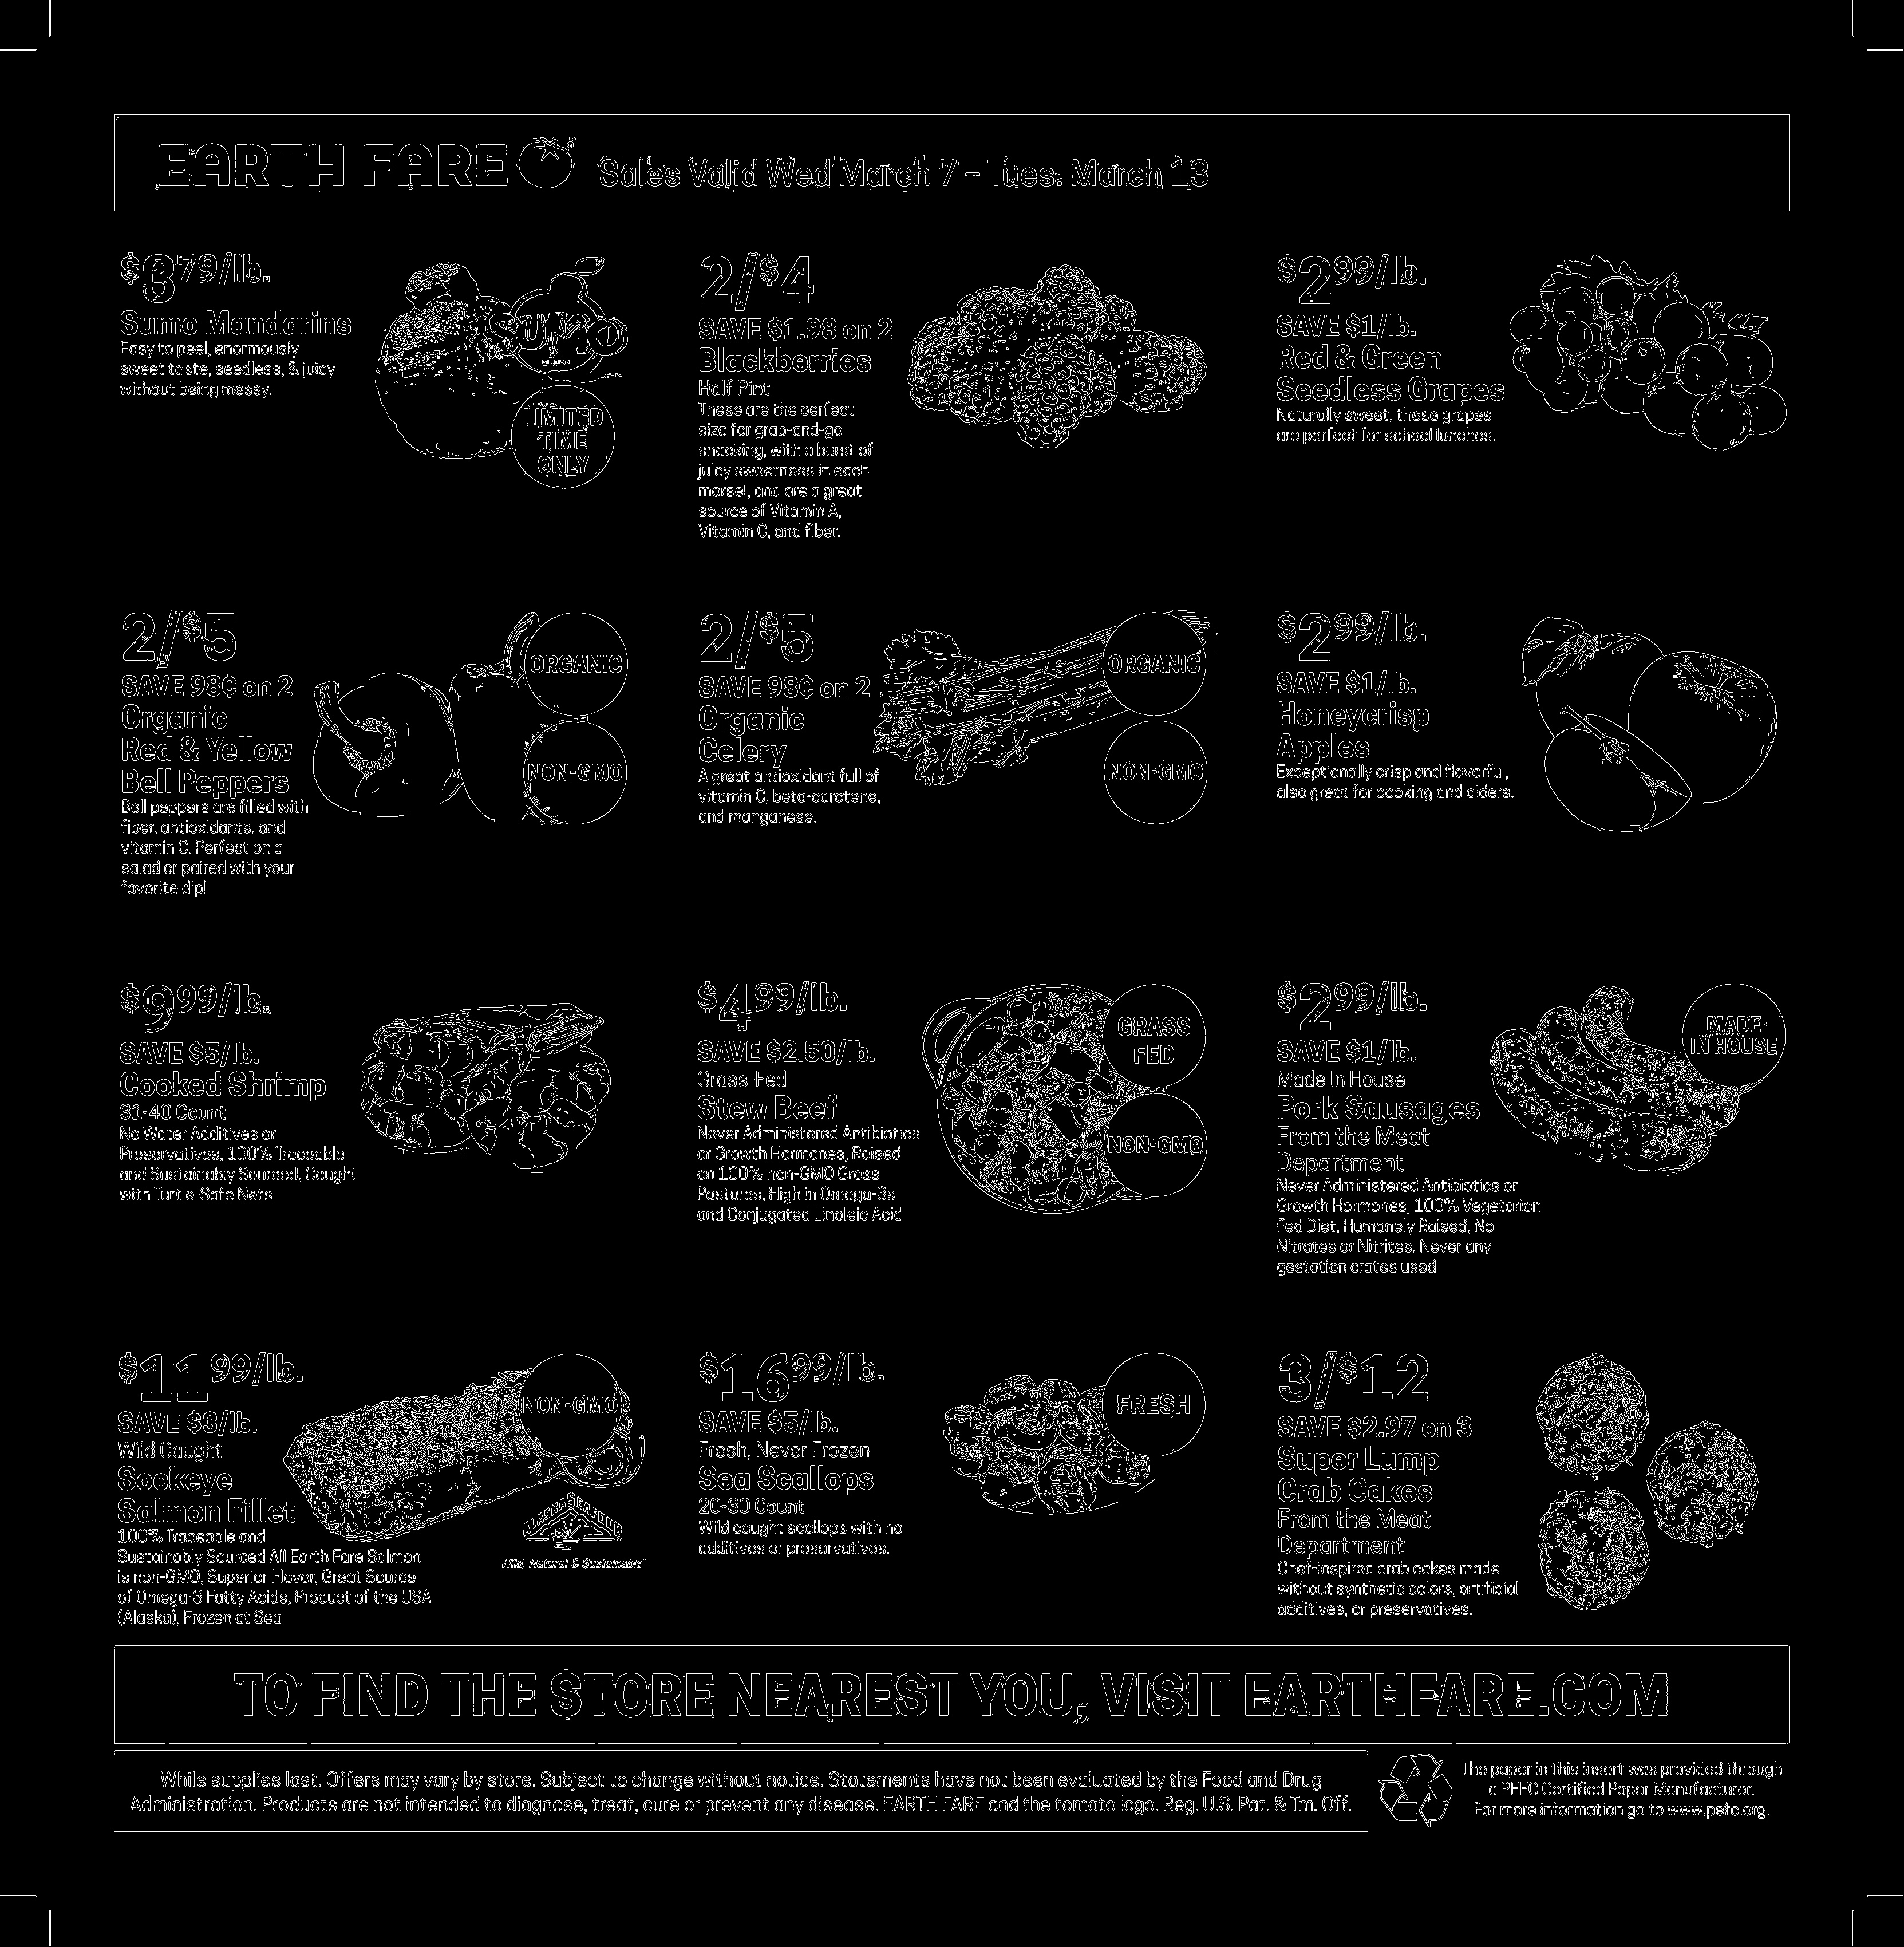 EARTH FARE Sales Valid Wed March 7 – Tues. March 13
$3 79/lb.
Sumo Mandarins
Easy to peel, enormously
sweet taste, seedless, & juicy
without being messy.
SUMO
LIMITED
TIME
ONLY
2/$4
SAVE $1.98 on 2
Blackberries
Half Pint
These are the perfect
size for grab-and-go
snacking, with a burst of
juicy sweetness in each
morsel, and are a great
source of Vitamin A,
Vitamin C, and fiber.
$2 99/lb.
SAVE $1/lb.
Red & Green
Seedless Grapes
Naturally sweet, these grapes
are perfect for school lunches.
2/$5
SAVE 98¢ on 2
Organic
Red & Yellow
Bell Peppers
Bell peppers are filled with
fiber, antioxidants, and
vitamin C. Perfect on a
salad or paired with your
favorite dip!
ORGANIC
NON-GMO
2/$5
SAVE 98¢ on 2
Organic
Celery
A great antioxidant full of
vitamin C, beta-carotene,
and manganese.
ORGANIC
NON-GMO
$2 99/lb.
SAVE $1/lb.
Honeycrisp
Apples
Exceptionally crisp and flavorful,
also great for cooking and ciders.
$9 99/lb.
SAVE $5/lb.
Cooked Shrimp
31-40 Count
No Water Additives or
Preservatives, 100% Traceable
and Sustainably Sourced, Caught
with Turtle-Safe Nets
$4 99/lb.
SAVE $2.50/lb.
Grass-Fed
Stew Beef
Never Administered Antibiotics
or Growth Hormones, Raised
on 100% non-GMO Grass
Pastures, High in Omega-3s
and Conjugated Linoleic Acid
GRASS
FED
NON-GMO
$2 99/lb.
SAVE $1/lb.
Made In House
Pork Sausages
From the Meat
Department
Never Administered Antibiotics or
Growth Hormones, 100% Vegetarian
Fed Diet, Humanely Raised, No
Nitrates or Nitrites, Never any
gestation crates used
MADE
IN HOUSE
$11 99/lb.
SAVE $3/lb.
Wild Caught
Sockeye
Salmon Fillet
100% Traceable and
Sustainably Sourced All Earth Fare Salmon
is non-GMO, Superior Flavor, Great Source
of Omega-3 Fatty Acids, Product of the USA
(Alaska), Frozen at Sea
NON-GMO
ALASKA SEAFOOD
Wild, Natural & Sustainable®
$16 99/lb.
SAVE $5/lb.
Fresh, Never Frozen
Sea Scallops
20-30 Count
Wild caught scallops with no
additives or preservatives.
FRESH
3/$12
SAVE $2.97 on 3
Super Lump
Crab Cakes
From the Meat
Department
Chef-inspired crab cakes made
without synthetic colors, artificial
additives, or preservatives.
TO FIND THE STORE NEAREST YOU, VISIT EARTHFARE.COM
While supplies last. Offers may vary by store. Subject to change without notice. Statements have not been evaluated by the Food and Drug
Administration. Products are not intended to diagnose, treat, cure or prevent any disease. EARTH FARE and the tomato logo. Reg. U.S. Pat. & Tm. Off.
The paper in this insert was provided through
a PEFC Certified Paper Manufacturer.
For more information go to www.pefc.org.